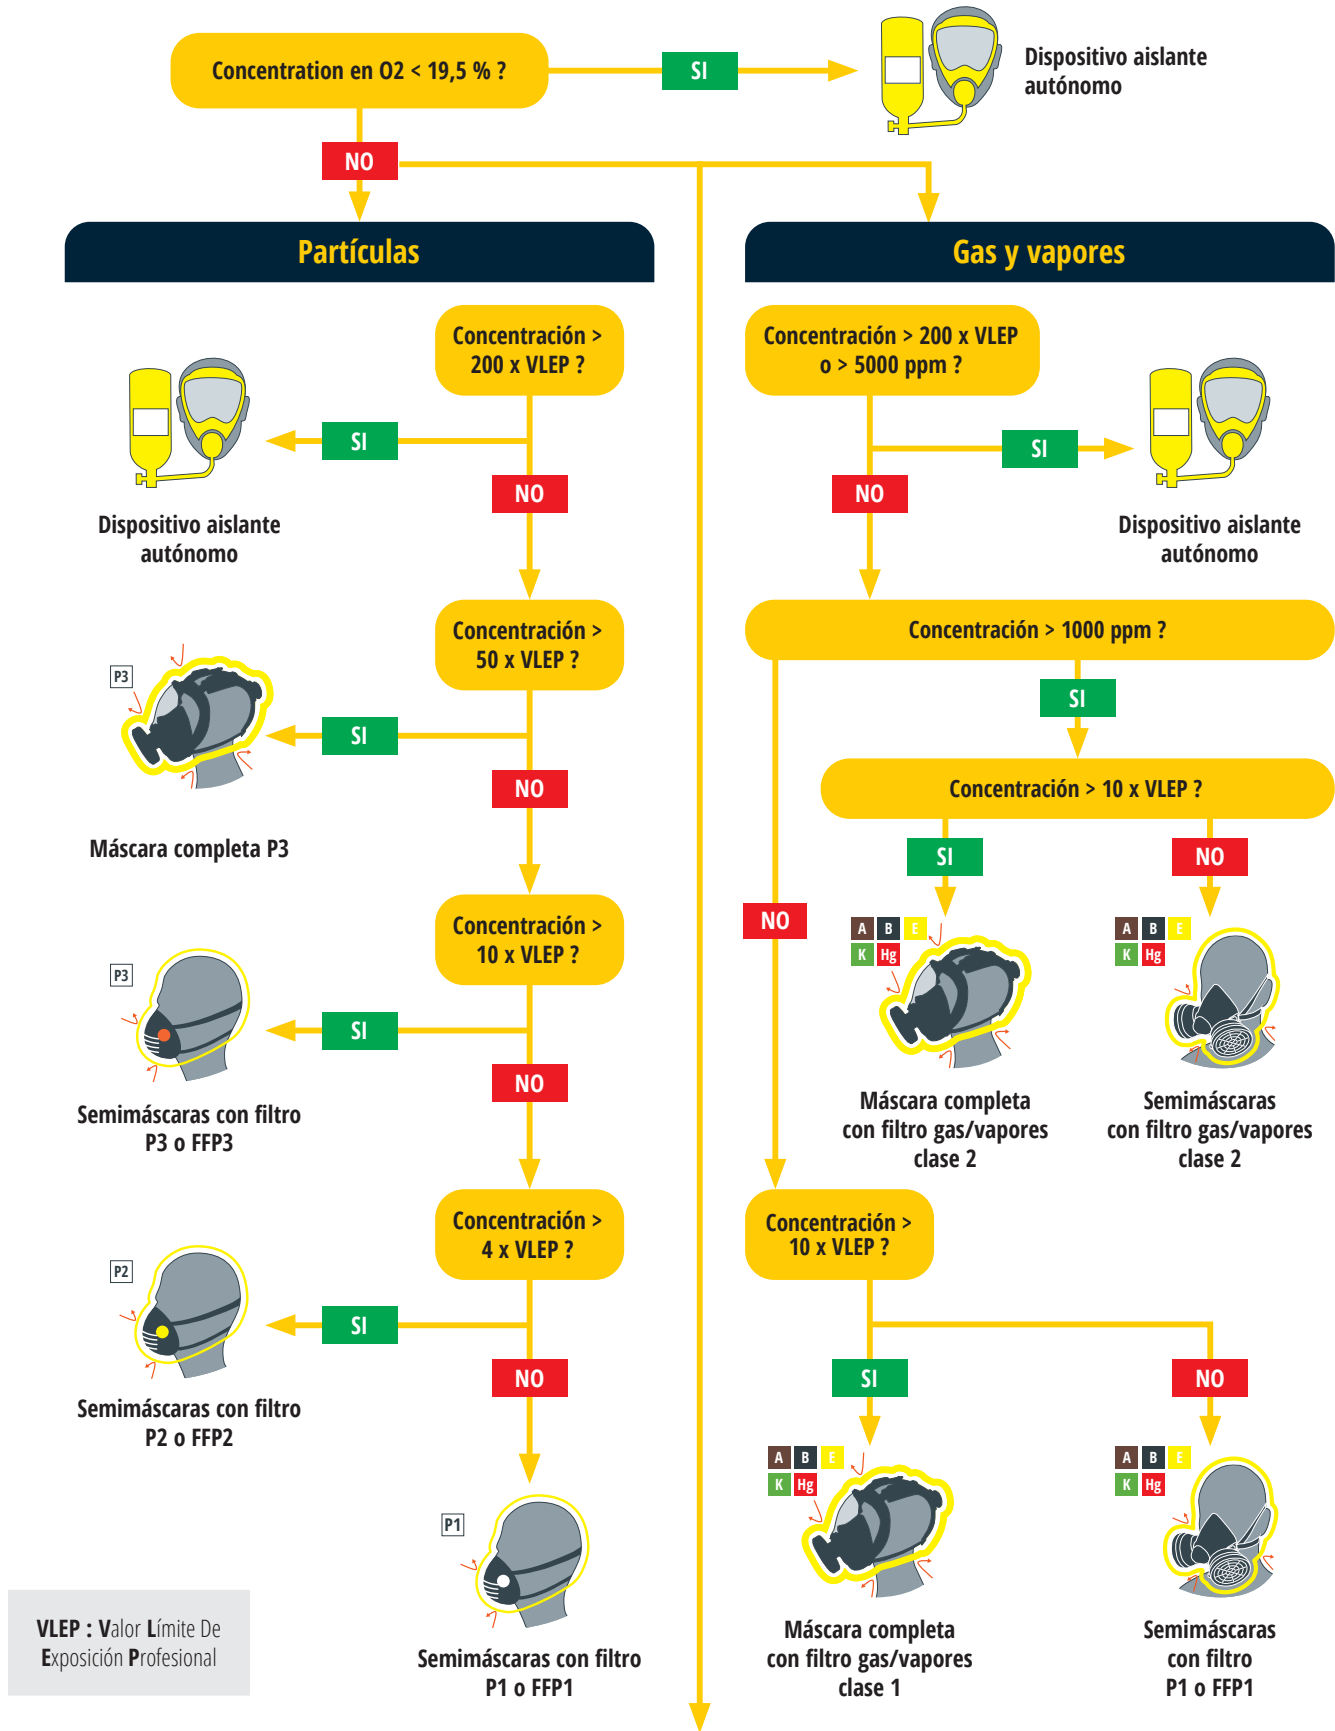 Concentration en O2 < 19,5 % ?
SI
Dispositivo aislante
autónomo
NO
Partículas
Concentración >
200 x VLEP ?
SI
NO
Dispositivo aislante
autónomo
Concentración >
50 x VLEP ?
P3
SI
NO
Máscara completa P3
Concentración >
10 x VLEP ?
P3
SI
NO
Semimáscaras con filtro
P3 o FFP3
Concentración >
4 x VLEP ?
P2
SI
NO
Semimáscaras con filtro
P2 o FFP2
P1
Semimáscaras con filtro
P1 o FFP1
VLEP : Valor Límite De
Exposición Profesional
Gas y vapores
Concentración > 200 x VLEP
o > 5000 ppm ?
SI
NO
Dispositivo aislante
autónomo
Concentración > 1000 ppm ?
SI
Concentración > 10 x VLEP ?
SI
NO
NO
A B E
K Hg
A B E
K Hg
Máscara completa
con filtro gas/vapores
clase 2
Semimáscaras
con filtro gas/vapores
clase 2
Concentración >
10 x VLEP ?
SI
NO
A B E
K Hg
A B E
K Hg
Máscara completa
con filtro gas/vapores
clase 1
Semimáscaras
con filtro
P1 o FFP1